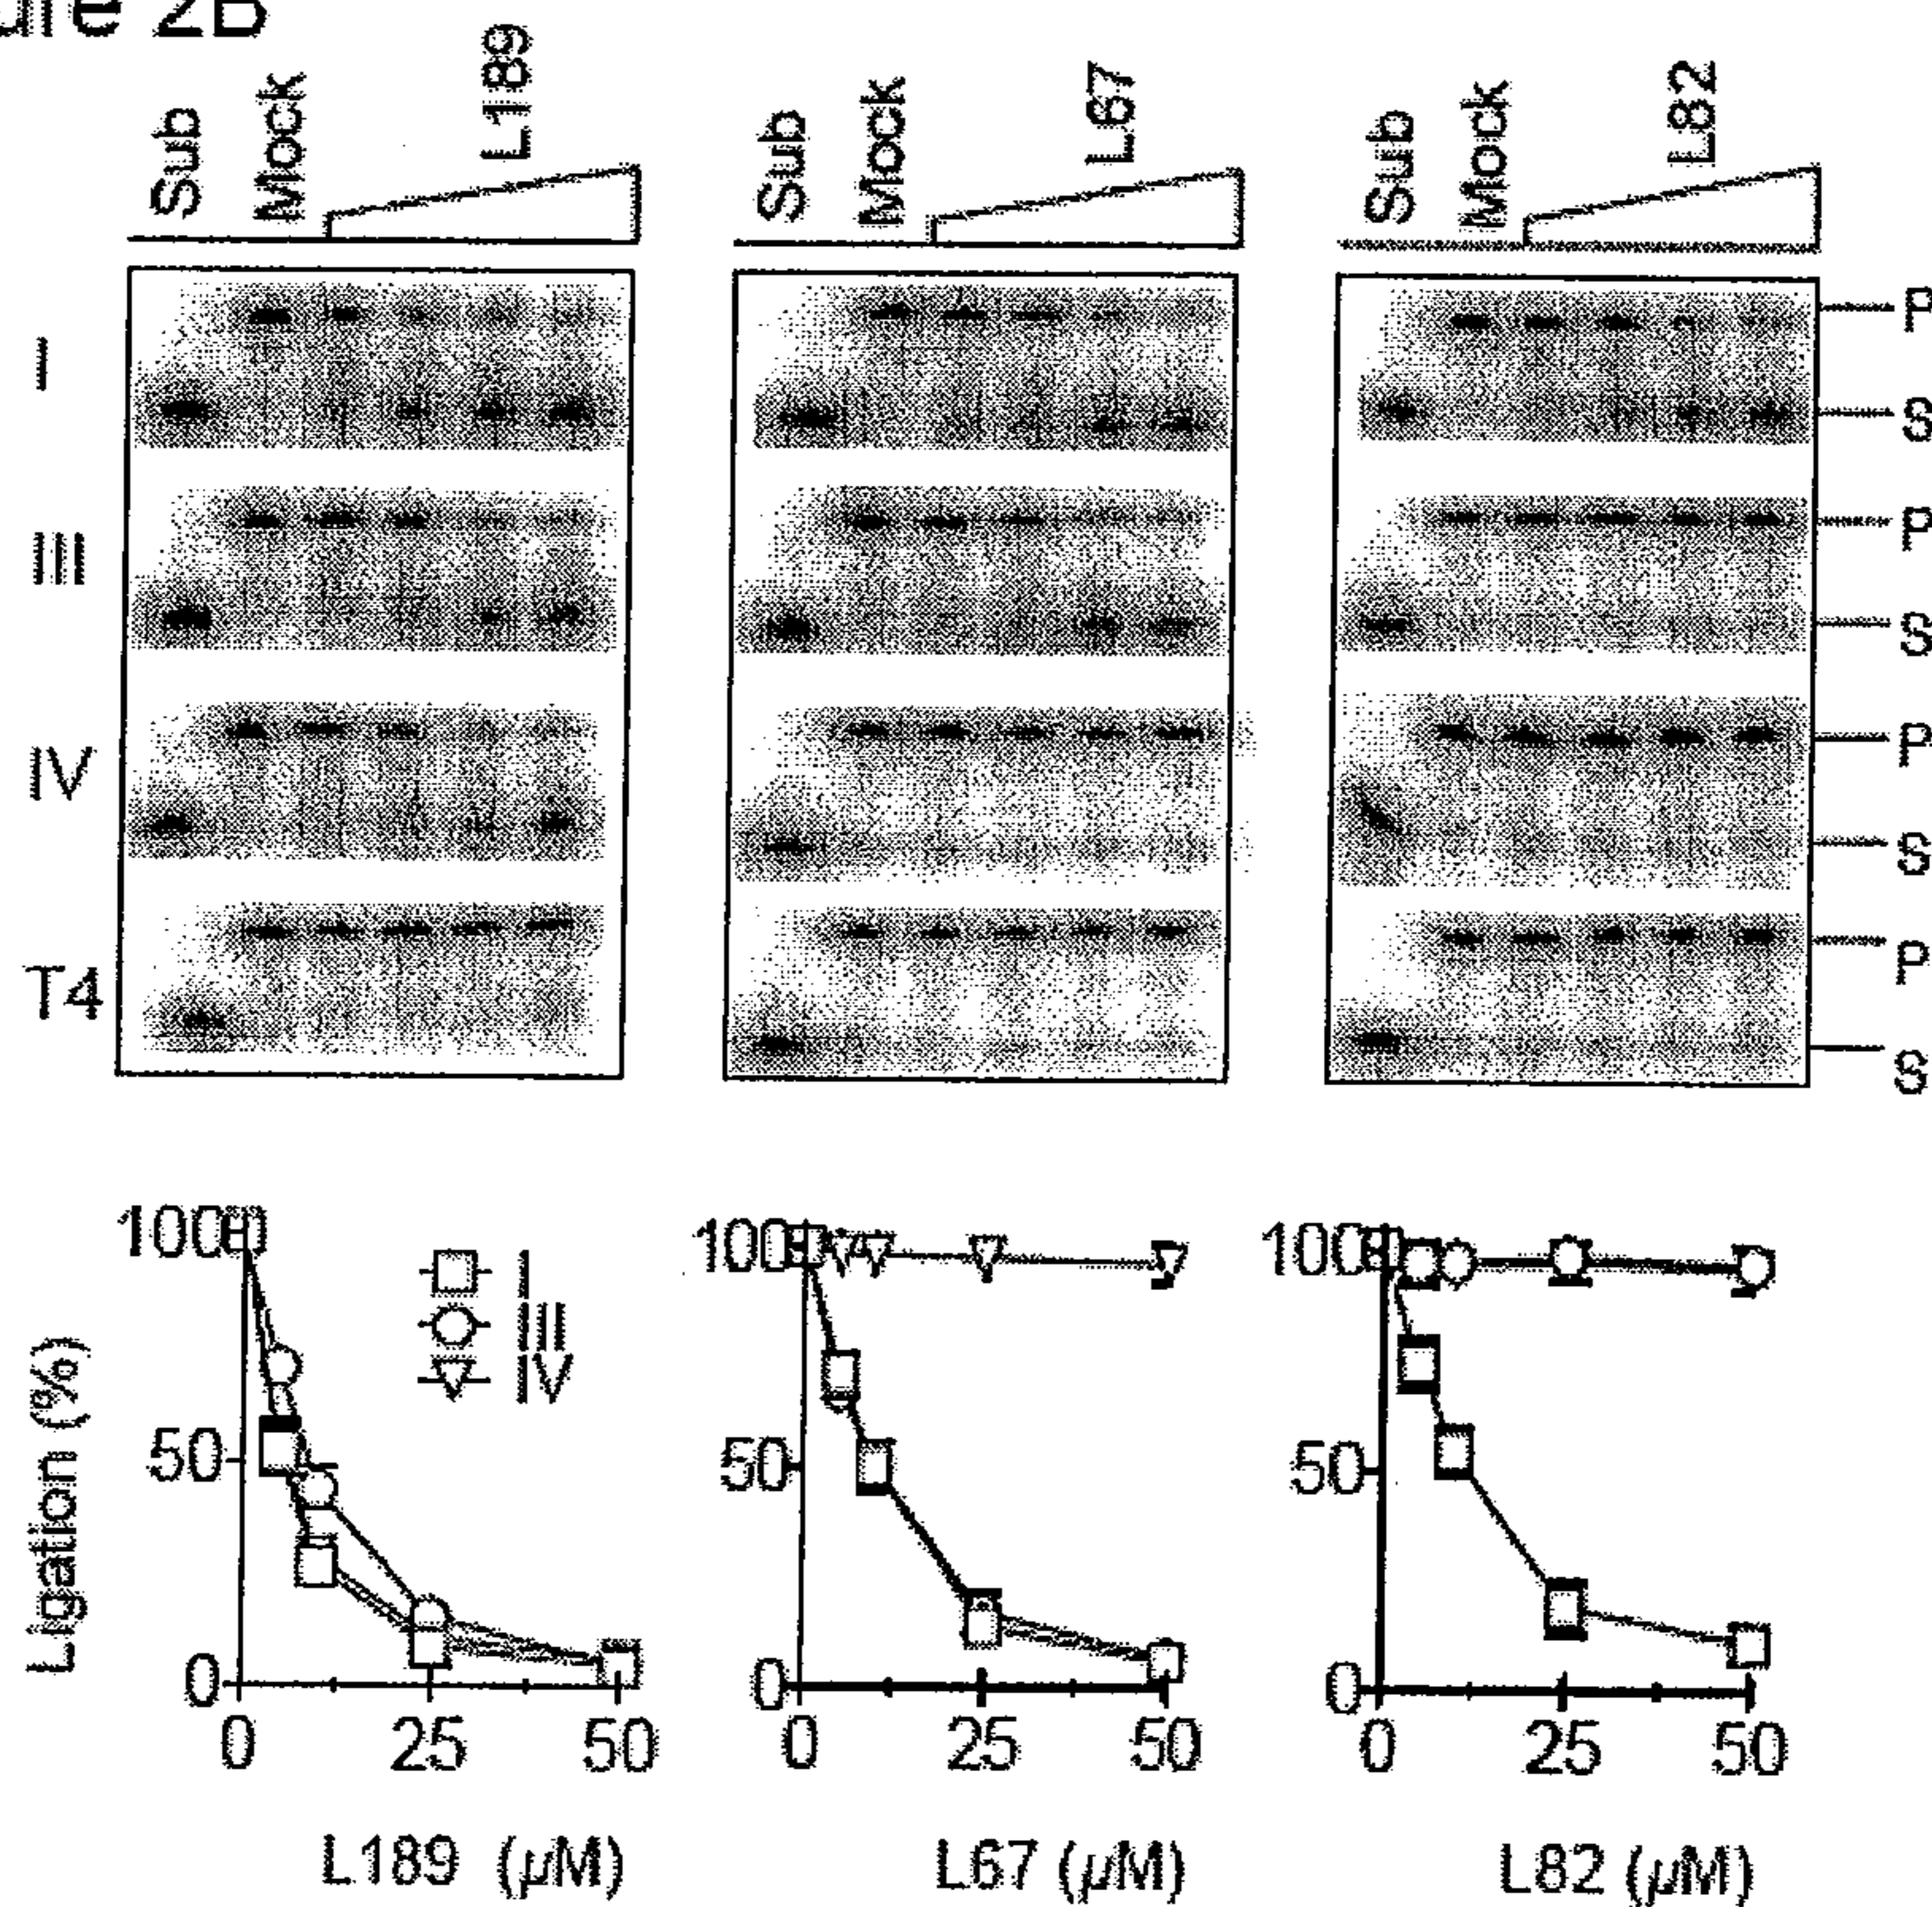 2B
Sub Mock L189
Sub Mock L67
Sub Mock L82
I
P
S
III
P
S
IV
P
S
T4
P
S
Ligation (%)
100
50
0
0 25 50
L189 (µM)
I
III
IV
100
50
0
0 25 50
L67 (µM)
100
50
0
0 25 50
L82 (µM)